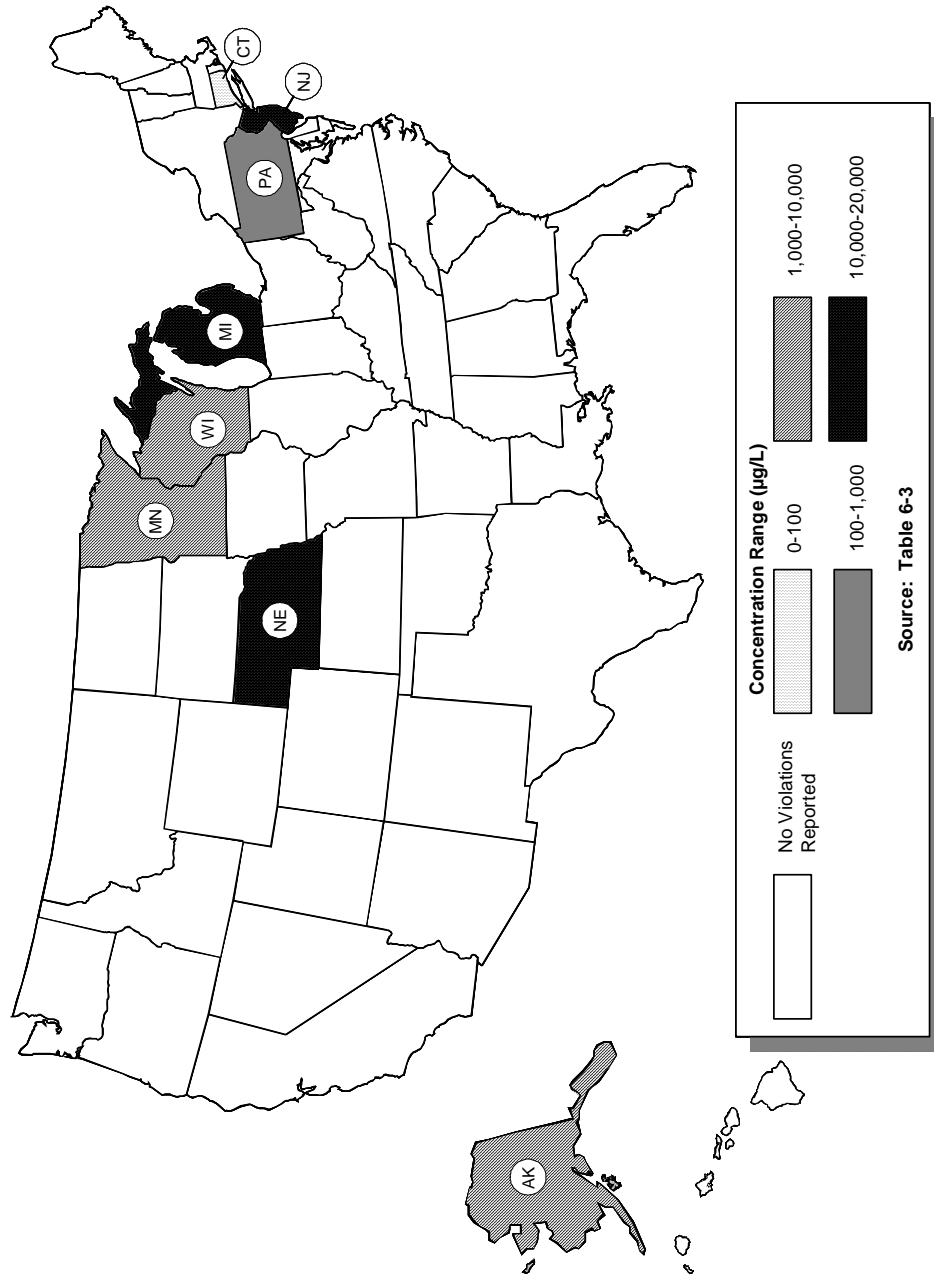 AK
NE
MN
WI
MI
PA
NJ
CT
Concentration Range (µg/L)
No Violations
Reported
0-100
1,000-10,000
100-1,000
10,000-20,000
Source: Table 6-3